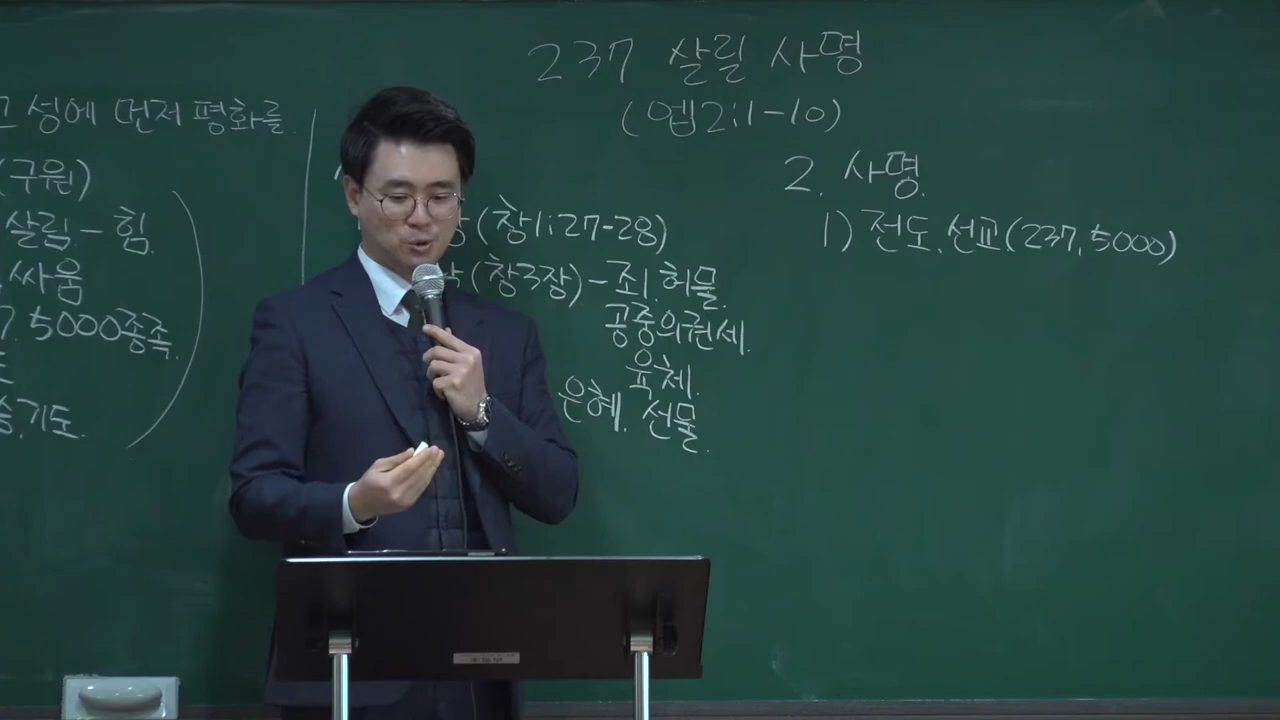 237 살릴 사명
(엡2:1-10)
성에 먼저 평화를.
(구원)
살림-힘.
싸움
7. 5000종족.
기도.
(창1:27-28)
(창3장)-죄.허물.
공중의권세.
육체.
은혜. 선물.
2. 사명.
1) 전도.선교(237,5000)